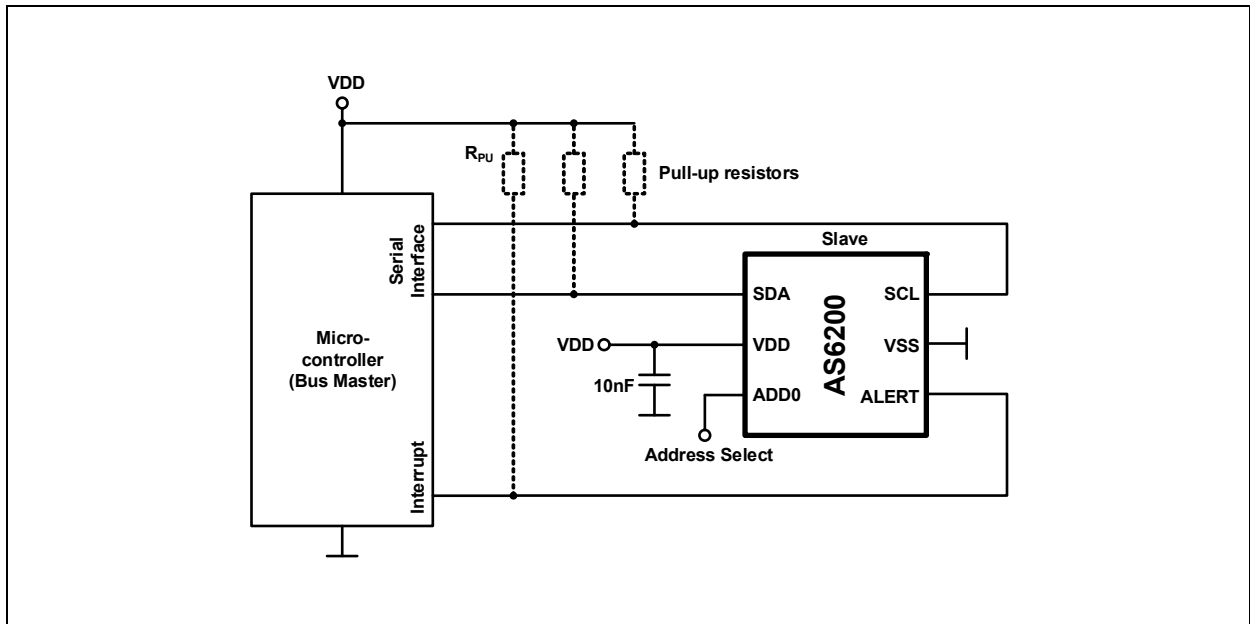 VDD
R_PU
Pull-up resistors
Serial
Interface
Slave
SDA
SCL
Micro-
controller
(Bus Master)
VDD
VDD
VSS
AS6200
10nF
ADD0
ALERT
Address Select
Interrupt